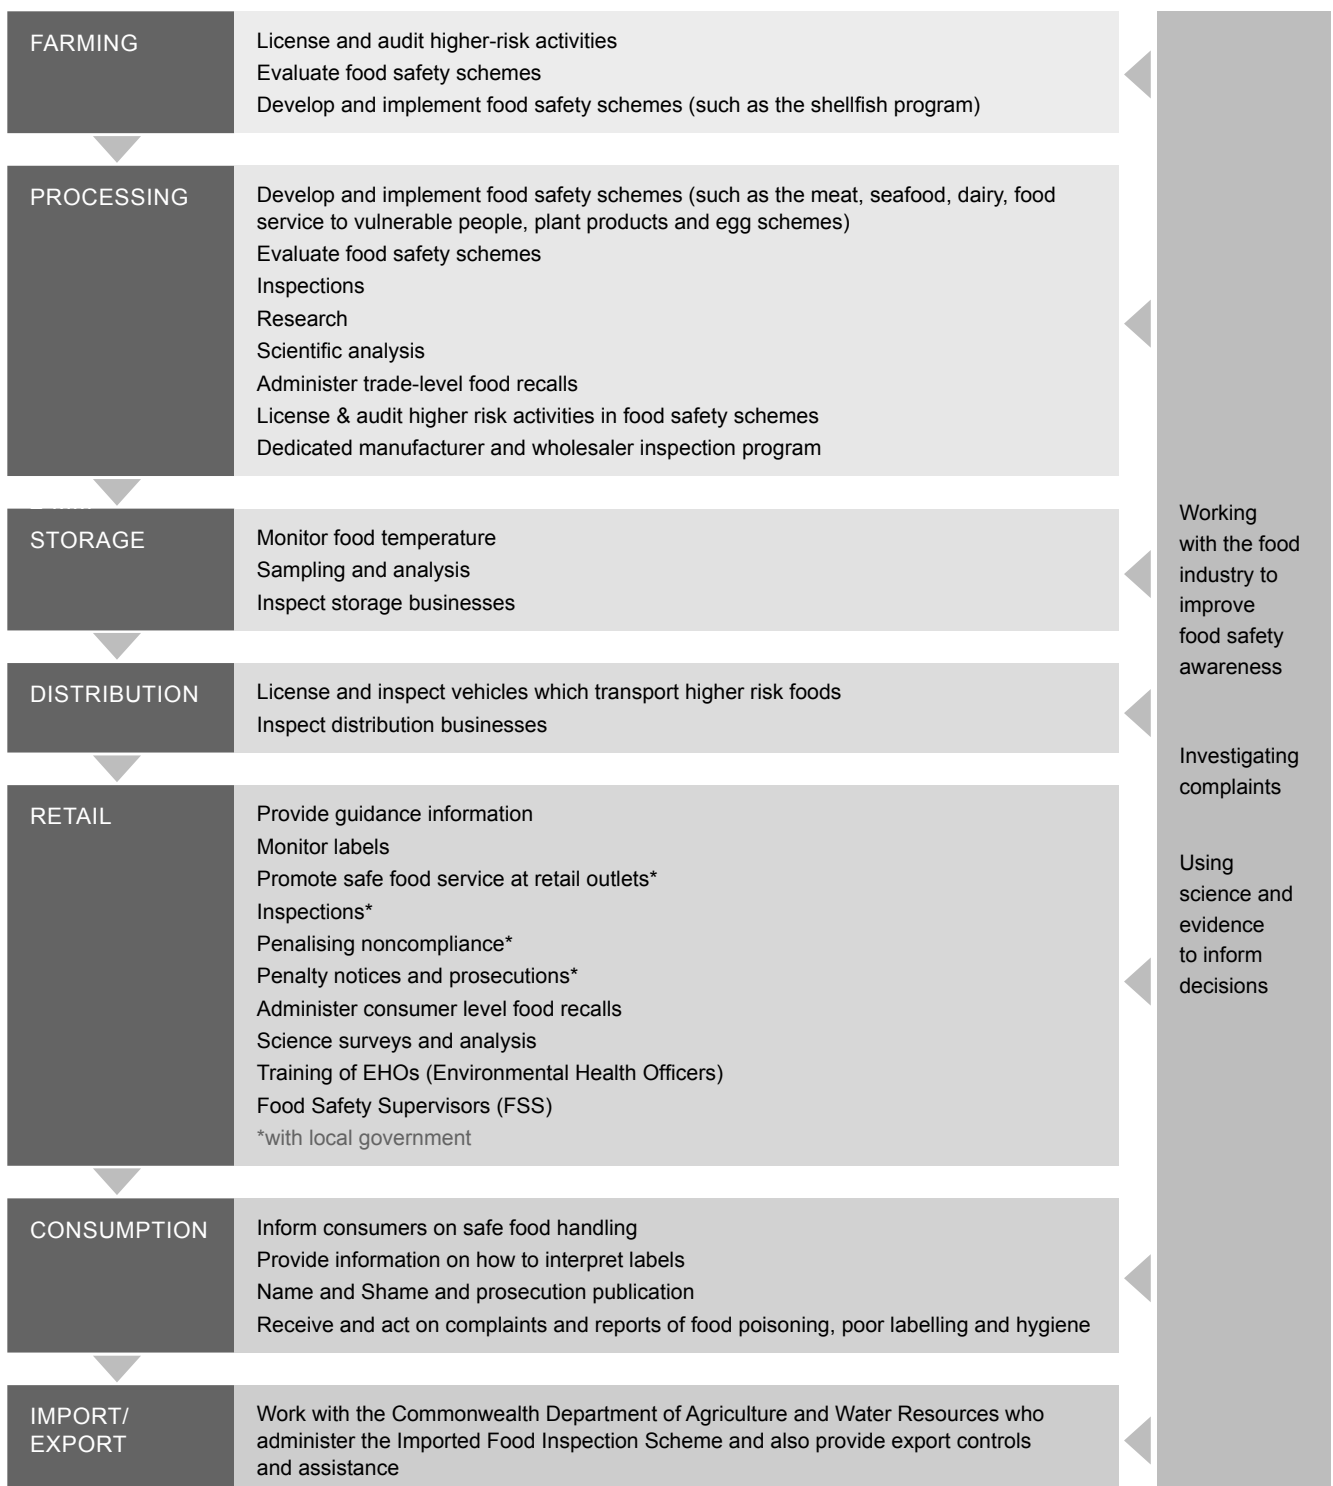 FARMING
License and audit higher-risk activities
Evaluate food safety schemes
Develop and implement food safety schemes (such as the shellfish program)
PROCESSING
Develop and implement food safety schemes (such as the meat, seafood, dairy, food
service to vulnerable people, plant products and egg schemes)
Evaluate food safety schemes
Inspections
Research
Scientific analysis
Administer trade-level food recalls
License & audit higher risk activities in food safety schemes
Dedicated manufacturer and wholesaler inspection program
STORAGE
Monitor food temperature
Sampling and analysis
Inspect storage businesses
DISTRIBUTION
License and inspect vehicles which transport higher risk foods
Inspect distribution businesses
RETAIL
Provide guidance information
Monitor labels
Promote safe food service at retail outlets*
Inspections*
Penalising noncompliance*
Penalty notices and prosecutions*
Administer consumer level food recalls
Science surveys and analysis
Training of EHOs (Environmental Health Officers)
Food Safety Supervisors (FSS)
*with local government
CONSUMPTION
Inform consumers on safe food handling
Provide information on how to interpret labels
Name and Shame and prosecution publication
Receive and act on complaints and reports of food poisoning, poor labelling and hygiene
IMPORT/
EXPORT
Work with the Commonwealth Department of Agriculture and Water Resources who
administer the Imported Food Inspection Scheme and also provide export controls
and assistance
Working
with the food
industry to
improve
food safety
awareness
Investigating
complaints
Using
science and
evidence
to inform
decisions